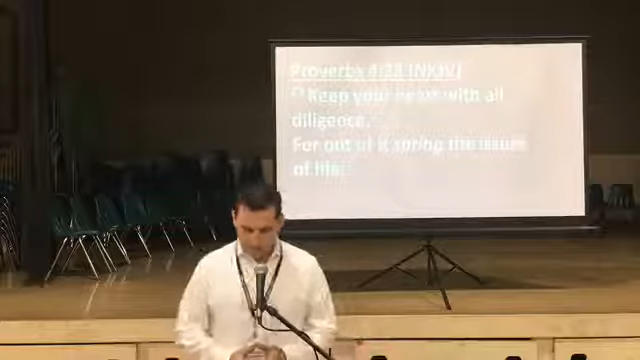 Proverbs 4:23 (NKJV)
Keep your heart with all
diligence,
For out of it spring the issues
of life.